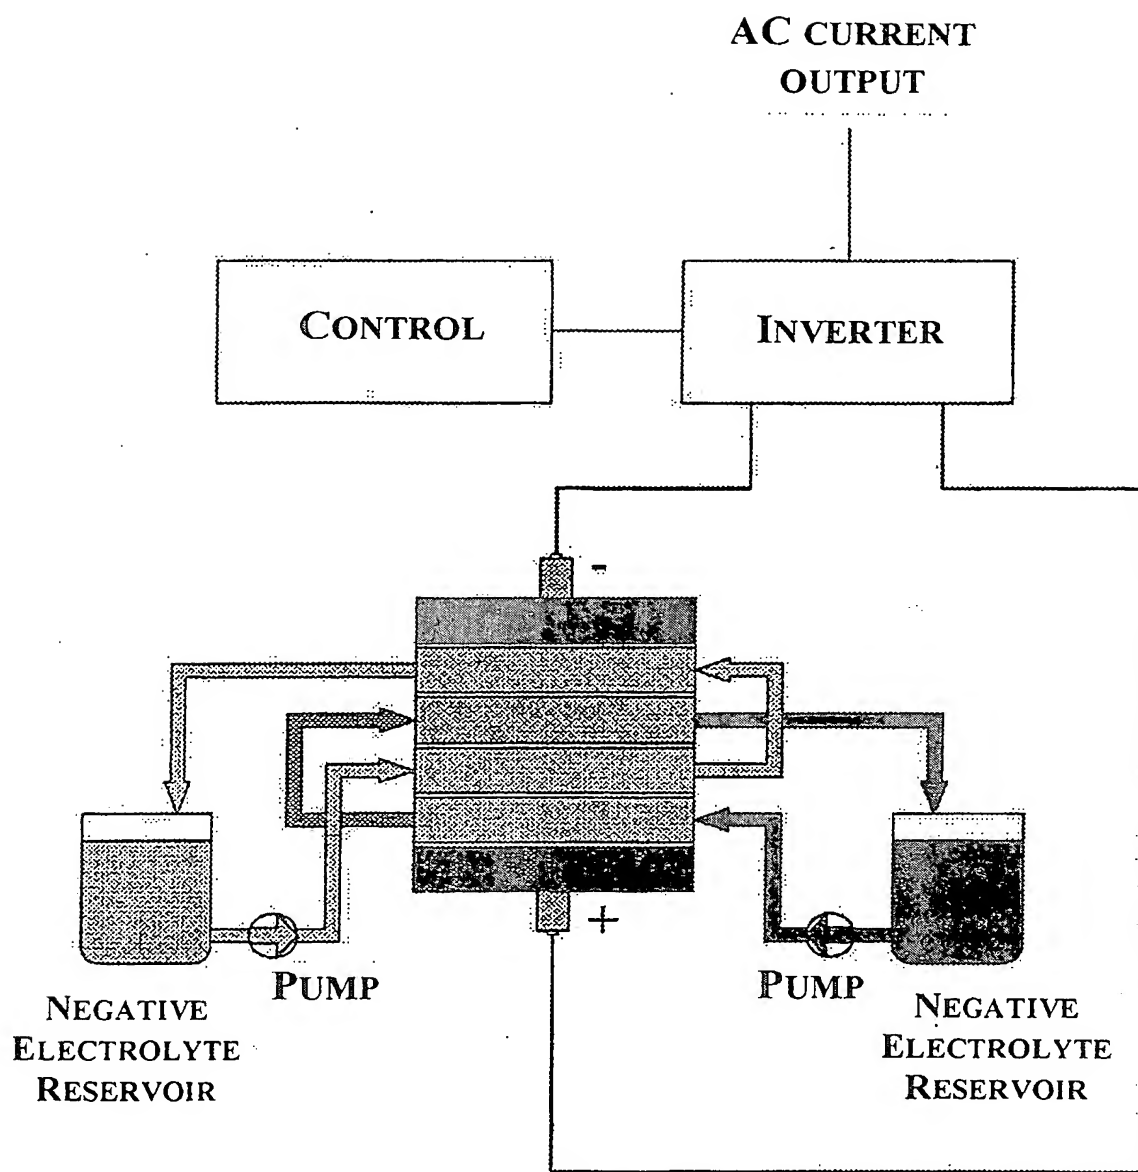 AC CURRENT
OUTPUT
CONTROL
INVERTER
-
+
PUMP
PUMP
NEGATIVE
ELECTROLYTE
RESERVOIR
NEGATIVE
ELECTROLYTE
RESERVOIR